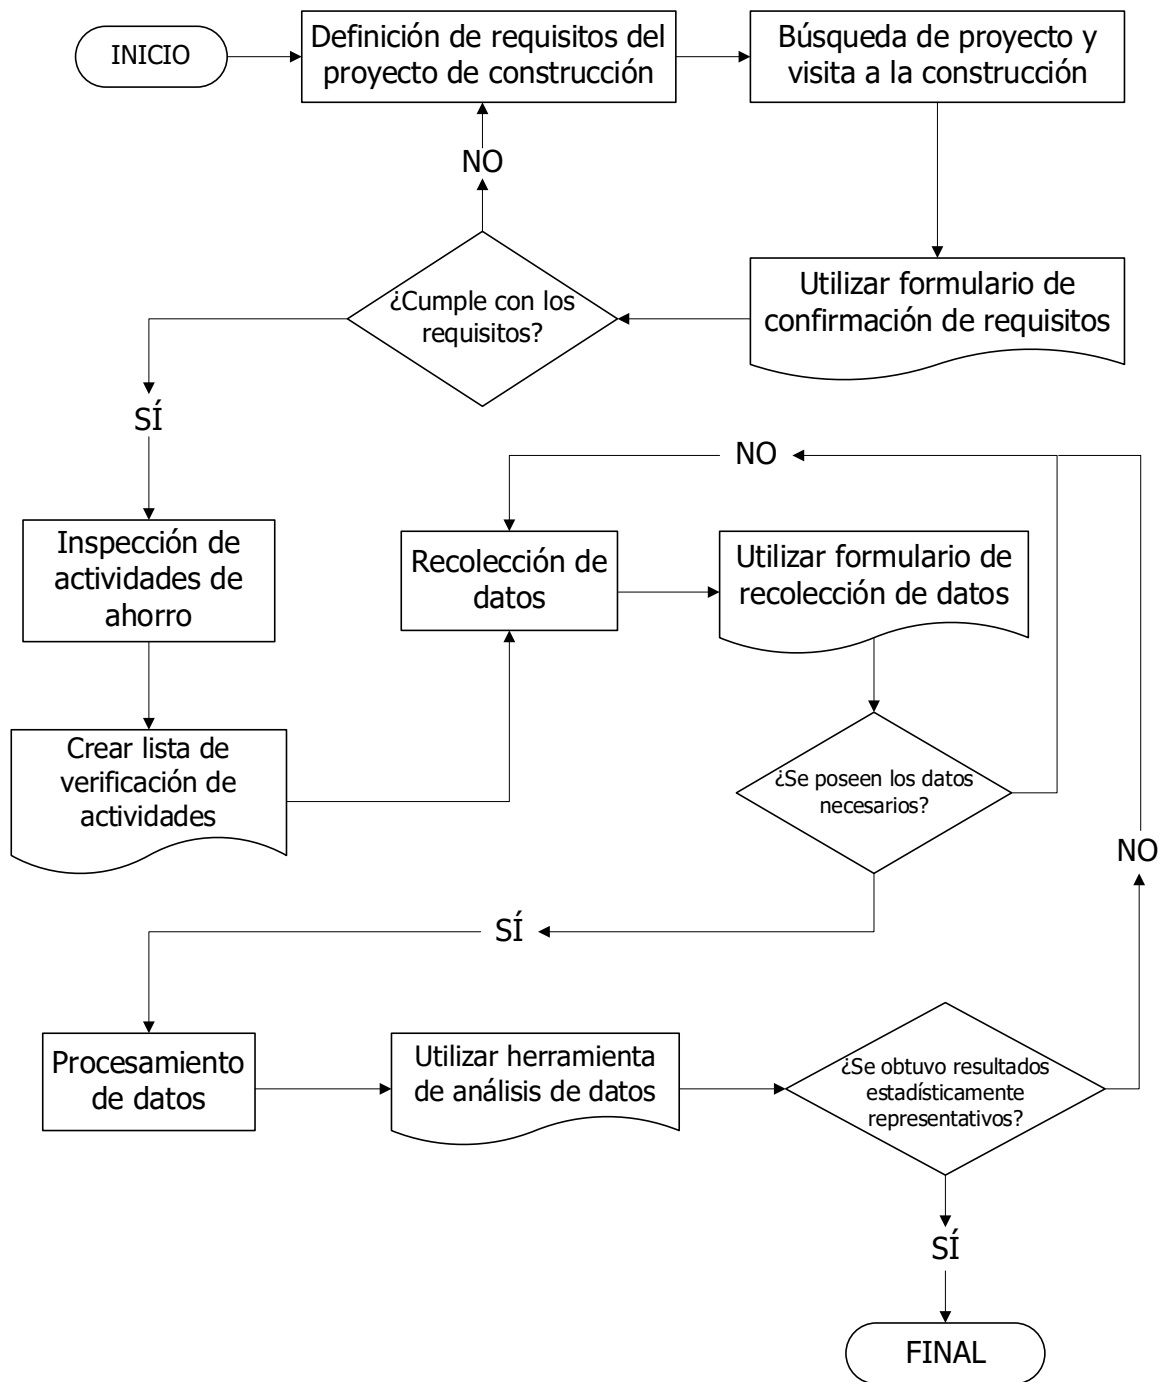 INICIO
Definición de requisitos del
proyecto de construcción
Búsqueda de proyecto y
visita a la construcción
NO
¿Cumple con los
requisitos?
Utilizar formulario de
confirmación de requisitos
SÍ
NO
Inspección de
actividades de
ahorro
Recolección de
datos
Utilizar formulario de
recolección de datos
Crear lista de
verificación de
actividades
¿Se poseen los datos
necesarios?
NO
SÍ
Procesamiento
de datos
Utilizar herramienta
de análisis de datos
¿Se obtuvo resultados
estadísticamente
representativos?
SÍ
FINAL